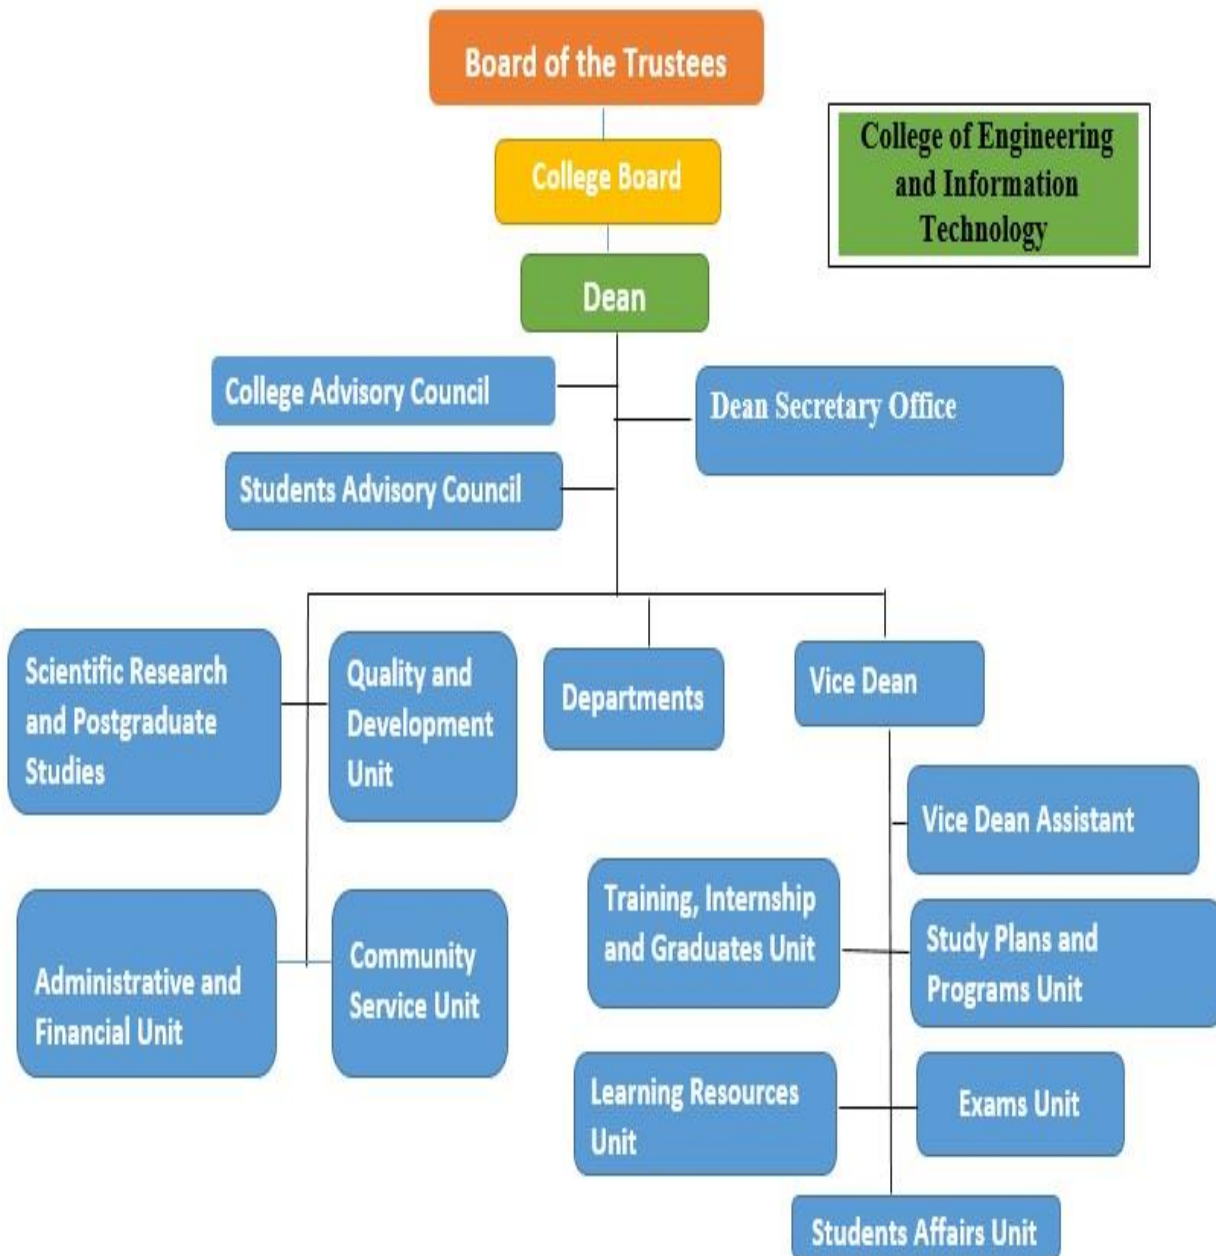 Board of the Trustees
College Board
College of Engineering
and Information
Technology
Dean
College Advisory Council
Dean Secretary Office
Students Advisory Council
Scientific Research
and Postgraduate
Studies
Quality and
Development
Unit
Departments
Vice Dean
Vice Dean Assistant
Training, Internship
and Graduates Unit
Study Plans and
Programs Unit
Administrative and
Financial Unit
Community
Service Unit
Learning Resources
Unit
Exams Unit
Students Affairs Unit